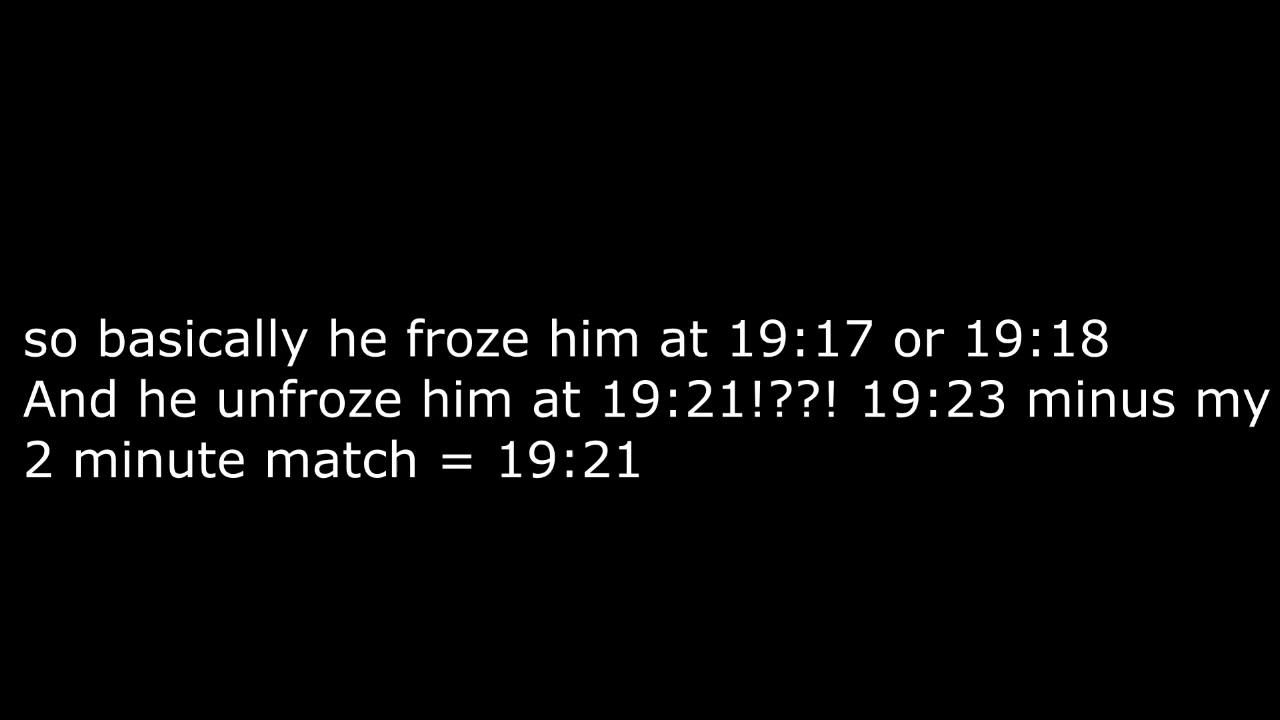 so basically he froze him at 19:17 or 19:18
And he unfroze him at 19:21!??! 19:23 minus my
2 minute match = 19:21